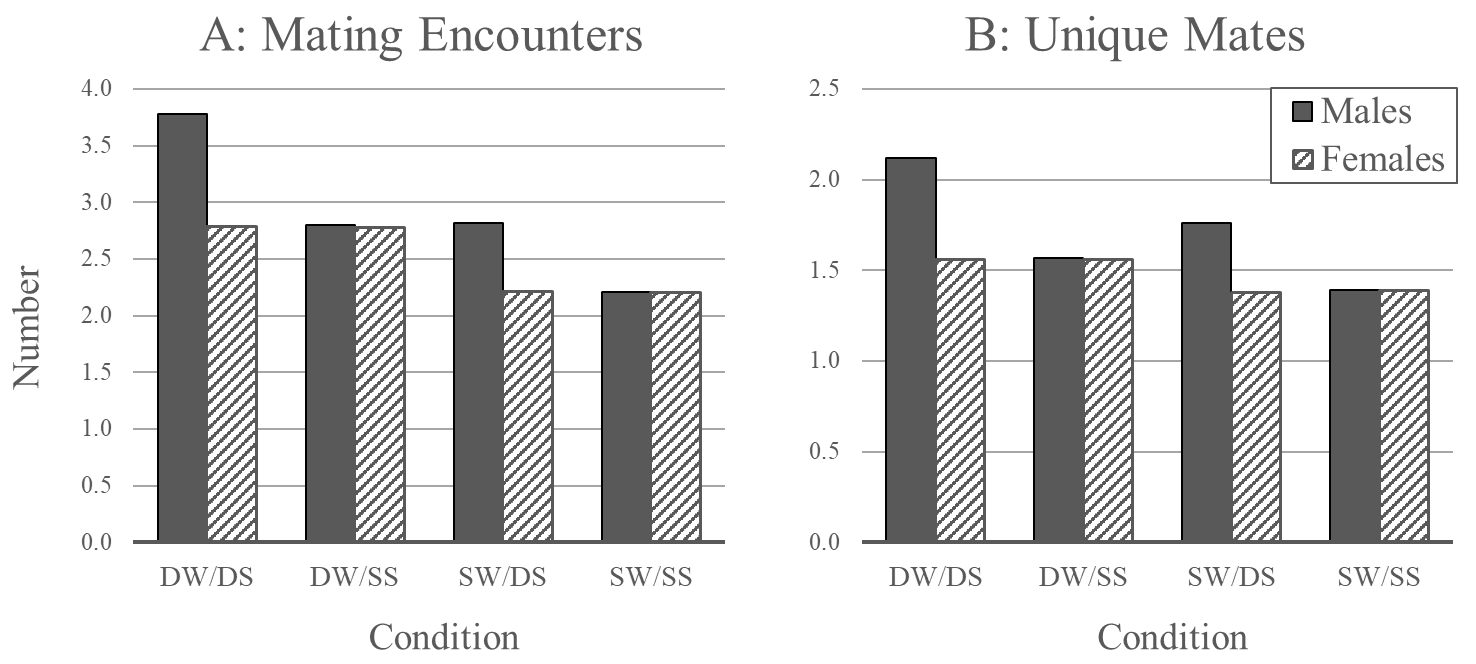 A: Mating Encounters
4.0
3.5
3.0
2.5
2.0
1.5
1.0
0.5
0.0
Number
DW/DS DW/SS SW/DS SW/SS
Condition
B: Unique Mates
2.5
2.0
1.5
1.0
0.5
0.0
Males
Females
DW/DS DW/SS SW/DS SW/SS
Condition